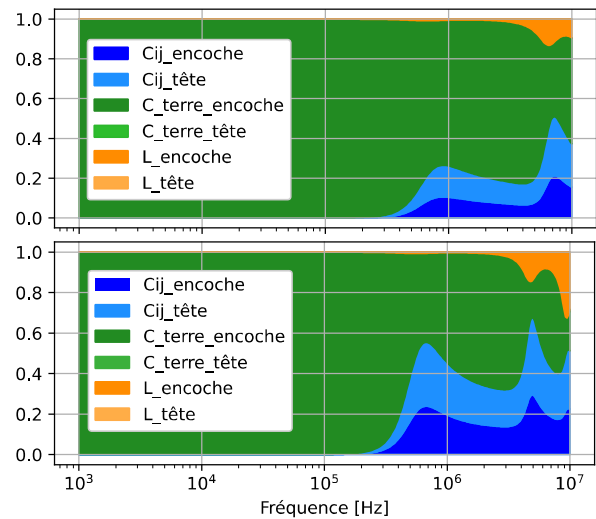 1.0
0.8
0.6
0.4
0.2
0.0
Cij_encoche
Cij_tête
C_terre_encoche
C_terre_tête
L_encoche
L_tête
1.0
0.8
0.6
0.4
0.2
0.0
Cij_encoche
Cij_tête
C_terre_encoche
C_terre_tête
L_encoche
L_tête
10³ 10⁴ 10⁵ 10⁶ 10⁷
Fréquence [Hz]